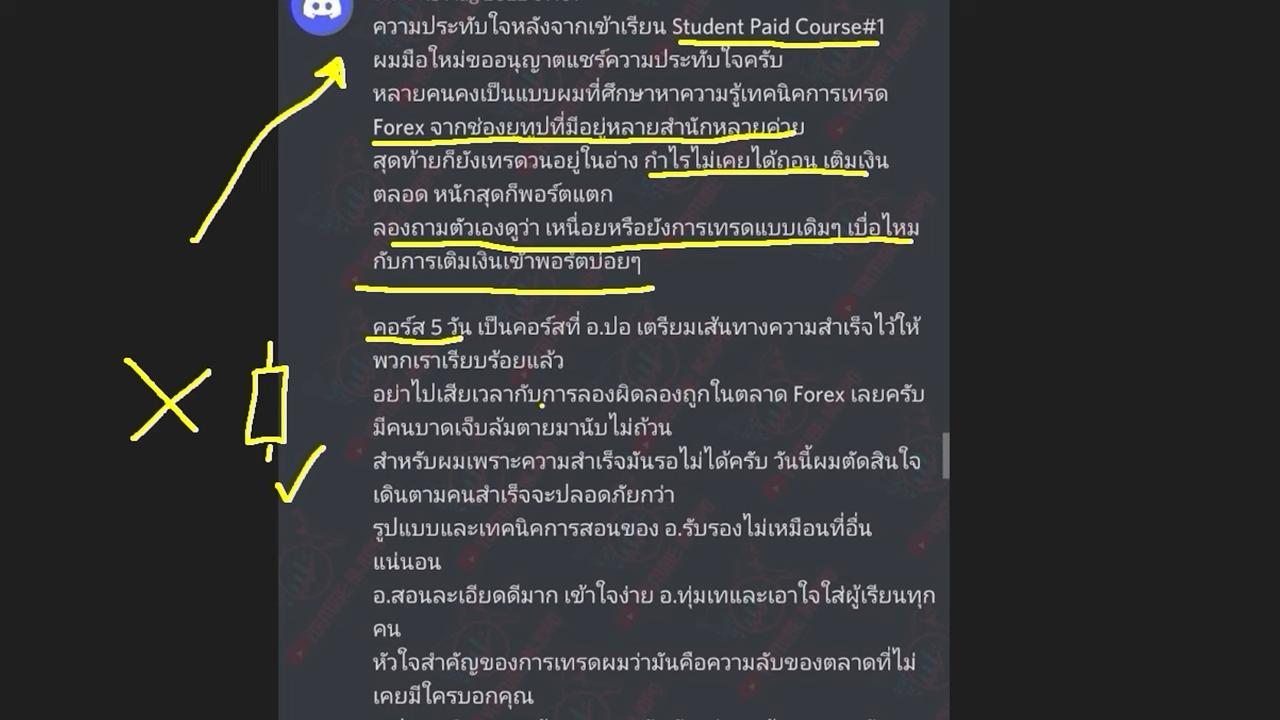 ความประทับใจหลังจากเข้าเรียน Student Paid Course#1
ผมมือใหม่ขออนุญาตแชร์ความประทับใจครับ
หลายคนคงเป็นแบบผมที่ศึกษาหาความรู้เทคนิคการเทรด
Forex จากช่องยูทูปที่มีอยู่หลายสำนักหลายค่าย
สุดท้ายก็ยังเทรดวนอยู่ในอ่าง กำไรไม่เคยได้ถอน เติมเงิน
ตลอด หนักสุดก็พอร์ตแตก
ลองถามตัวเองดูว่า เหนื่อยหรือยังการเทรดแบบเดิมๆ เบื่อไหม
กับการเติมเงินเข้าพอร์ตบ่อยๆ
คอร์ส 5 วัน เป็นคอร์สที่ อ.ปอ เตรียมเส้นทางความสำเร็จไว้ให้
พวกเราเรียบร้อยแล้ว
อย่าไปเสียเวลากับการลองผิดลองถูกในตลาด Forex เลยครับ
มีคนบาดเจ็บล้มตายมานับไม่ถ้วน
สำหรับผมเพราะความสำเร็จมันรอไม่ได้ครับ วันนี้ผมตัดสินใจ
เดินตามคนสำเร็จจะปลอดภัยกว่า
รูปแบบและเทคนิคการสอนของ อ.รับรองไม่เหมือนที่อื่น
แน่นอน
อ.สอนละเอียดดีมาก เข้าใจง่าย อ.ทุ่มเทและเอาใจใส่ผู้เรียนทุก
คน
หัวใจสำคัญของการเทรดผมว่ามันคือความลับของตลาดที่ไม่
เคยมีใครบอกคุณ